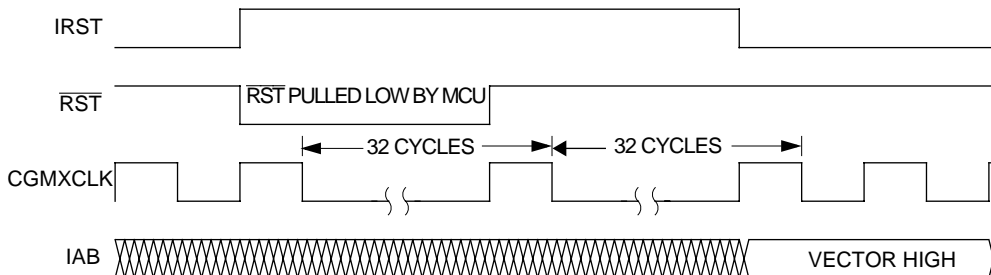 IRST
RST
RST PULLED LOW BY MCU
32 CYCLES
32 CYCLES
CGMXCLK
IAB
VECTOR HIGH